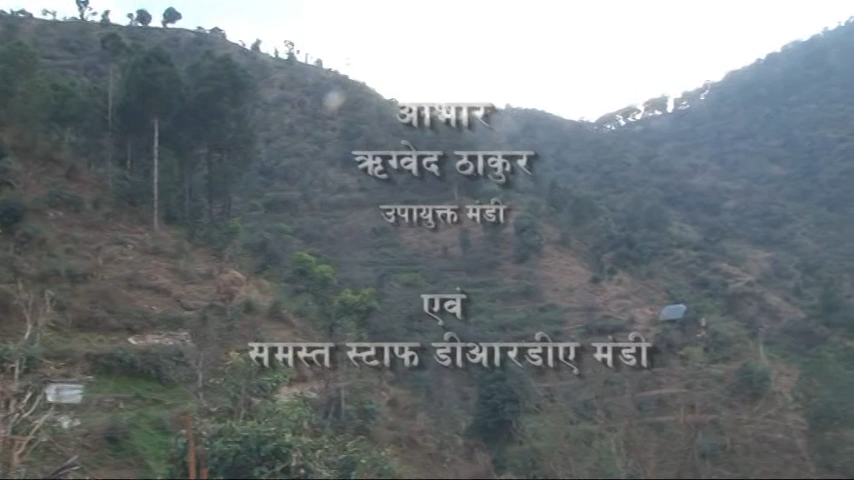 आभार
ऋग्वेद ठाकुर
उपायुक्त मंडी
एवं
समस्त स्टाफ डीआरडीए मंडी